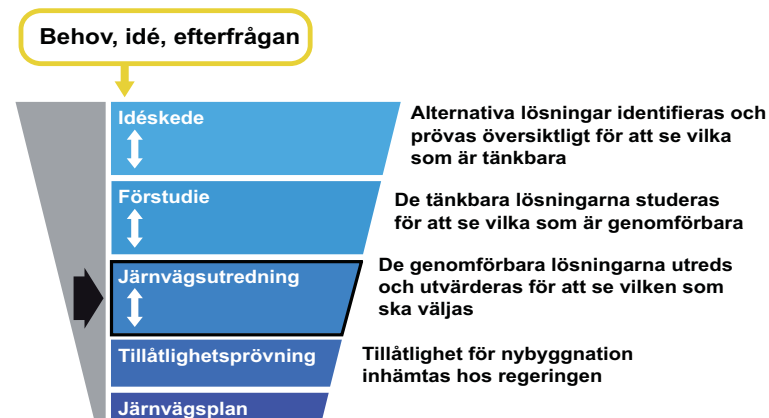 Behov, idé, efterfrågan
Idéskede
Alternativa lösningar identifieras och
prövas översiktligt för att se vilka
som är tänkbara
Förstudie
De tänkbara lösningarna studeras
för att se vilka som är genomförbara
Järnvägsutredning
De genomförbara lösningarna utreds
och utvärderas för att se vilken som
ska väljas
Tillåtlighetsprövning
Tillåtlighet för nybyggnation
inhämtas hos regeringen
Järnvägsplan